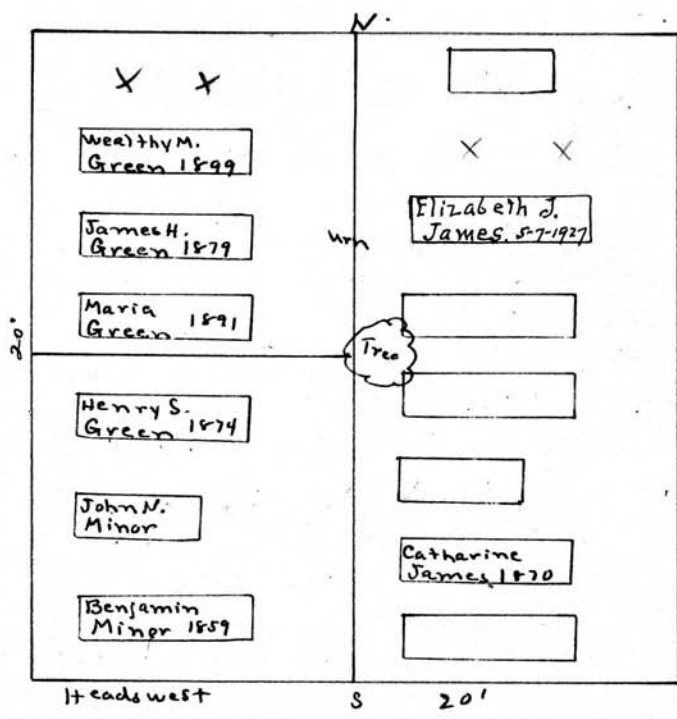 N.
X X
Wealthy M.
Green 1899
James H.
Green 1879
Maria
Green 1891
20'
Henry S.
Green 1874
John N.
Minor
Benjamin
Minor 1859
Heads west
urn
Tree
X X
Elizabeth J.
James. 5-7-1927
Catharine
James 1870
S 20'